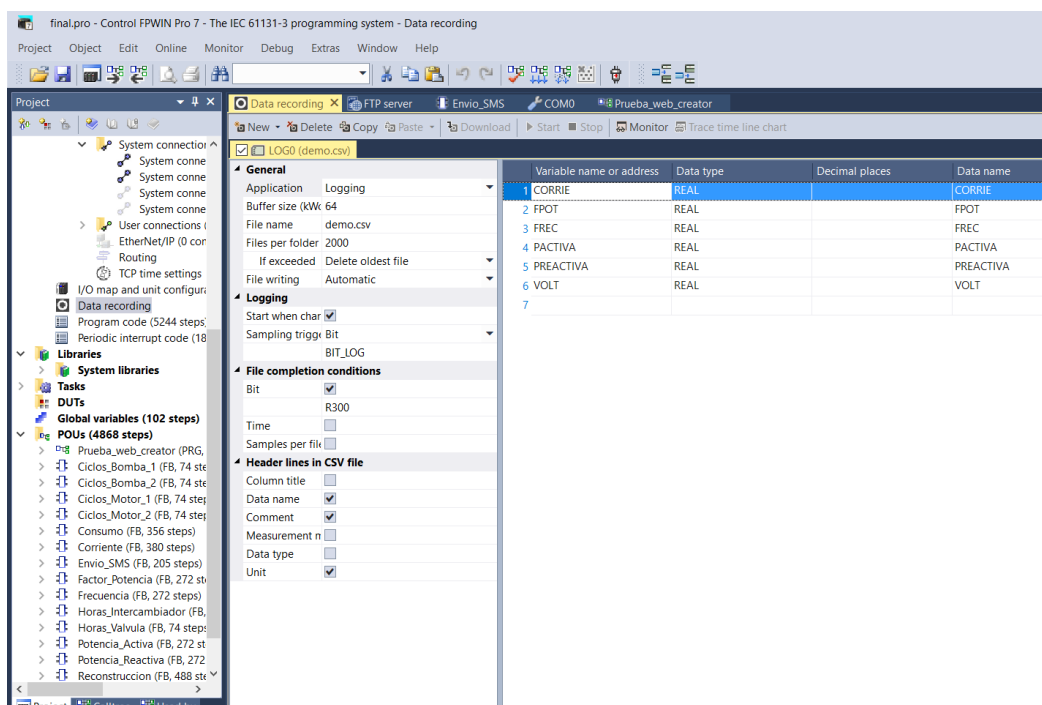 final.pro - Control FPWIN Pro 7 - The IEC 61131-3 programming system - Data recording
Project Object Edit Online Monitor Debug Extras Window Help
Project
System connection
System conne
System conne
System conne
System conne
User connections (
EtherNet/IP (0 con
Routing
TCP time settings
I/O map and unit configura
Data recording
Program code (5244 steps)
Periodic interrupt code (18
Libraries
System libraries
Tasks
DUTs
Global variables (102 steps)
POUs (4868 steps)
Prueba_web_creator (PRG,
Ciclos_Bomba_1 (FB, 74 ste
Ciclos_Bomba_2 (FB, 74 ste
Ciclos_Motor_1 (FB, 74 step
Ciclos_Motor_2 (FB, 74 step
Consumo (FB, 356 steps)
Corriente (FB, 380 steps)
Envio_SMS (FB, 205 steps)
Factor_Potencia (FB, 272 st
Frecuencia (FB, 272 steps)
Horas_Intercambiador (FB,
Horas_Valvula (FB, 74 steps
Potencia_Activa (FB, 272 st
Potencia_Reactiva (FB, 272
Reconstruccion (FB, 488 ste
Data recording FTP server Envio_SMS COM0 Prueba_web_creator
New Delete Copy Paste Download Start Stop Monitor Trace time line chart
LOG0 (demo.csv)
General
Application Logging
Buffer size (kWo 64
File name demo.csv
Files per folder 2000
If exceeded Delete oldest file
File writing Automatic
Logging
Start when char
Sampling trigge Bit
BIT_LOG
File completion conditions
Bit
R300
Time
Samples per file
Header lines in CSV file
Column title
Data name
Comment
Measurement n
Data type
Unit
Variable name or address Data type Decimal places Data name
1 CORRIE REAL CORRIE
2 FPOT REAL FPOT
3 FREC REAL FREC
4 PACTIVA REAL PACTIVA
5 PREACTIVA REAL PREACTIVA
6 VOLT REAL VOLT
7